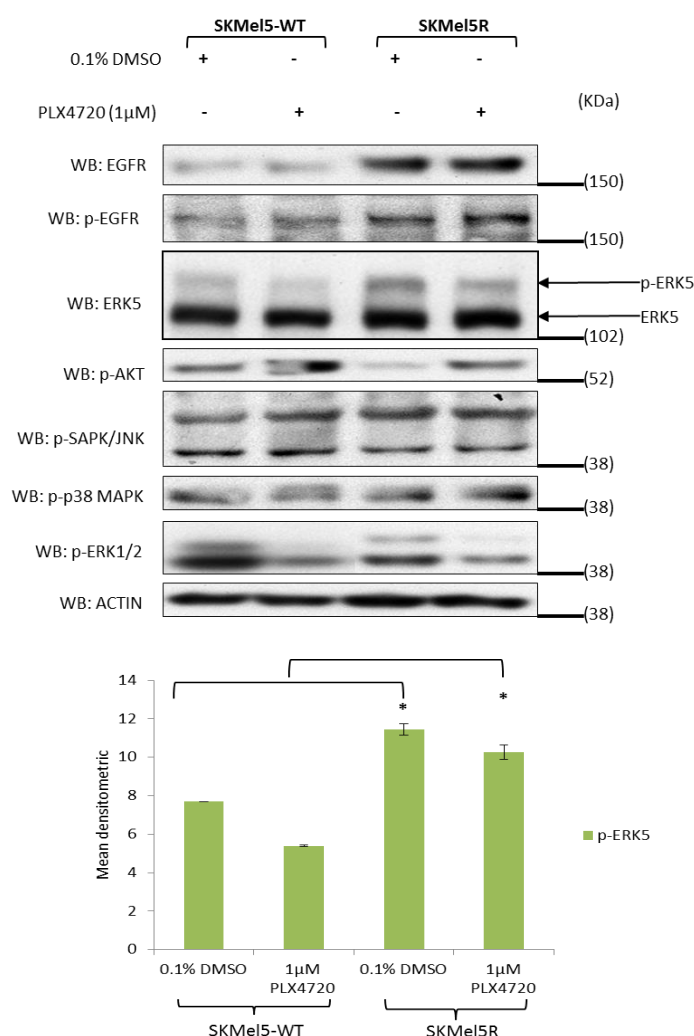 SKMel5-WT SKMel5R
0.1% DMSO + - + -
PLX4720 (1µM) - + - + (KDa)
WB: EGFR (150)
WB: p-EGFR (150)
p-ERK5
WB: ERK5 ERK5
(102)
WB: p-AKT (52)
WB: p-SAPK/JNK (38)
WB: p-p38 MAPK (38)
WB: p-ERK1/2 (38)
WB: ACTIN (38)
Mean densitometric
14
12
10
8
6
4
2
0
* *
p-ERK5
0.1% DMSO 1µM PLX4720 0.1% DMSO 1µM PLX4720
SKMel5-WT SKMel5R